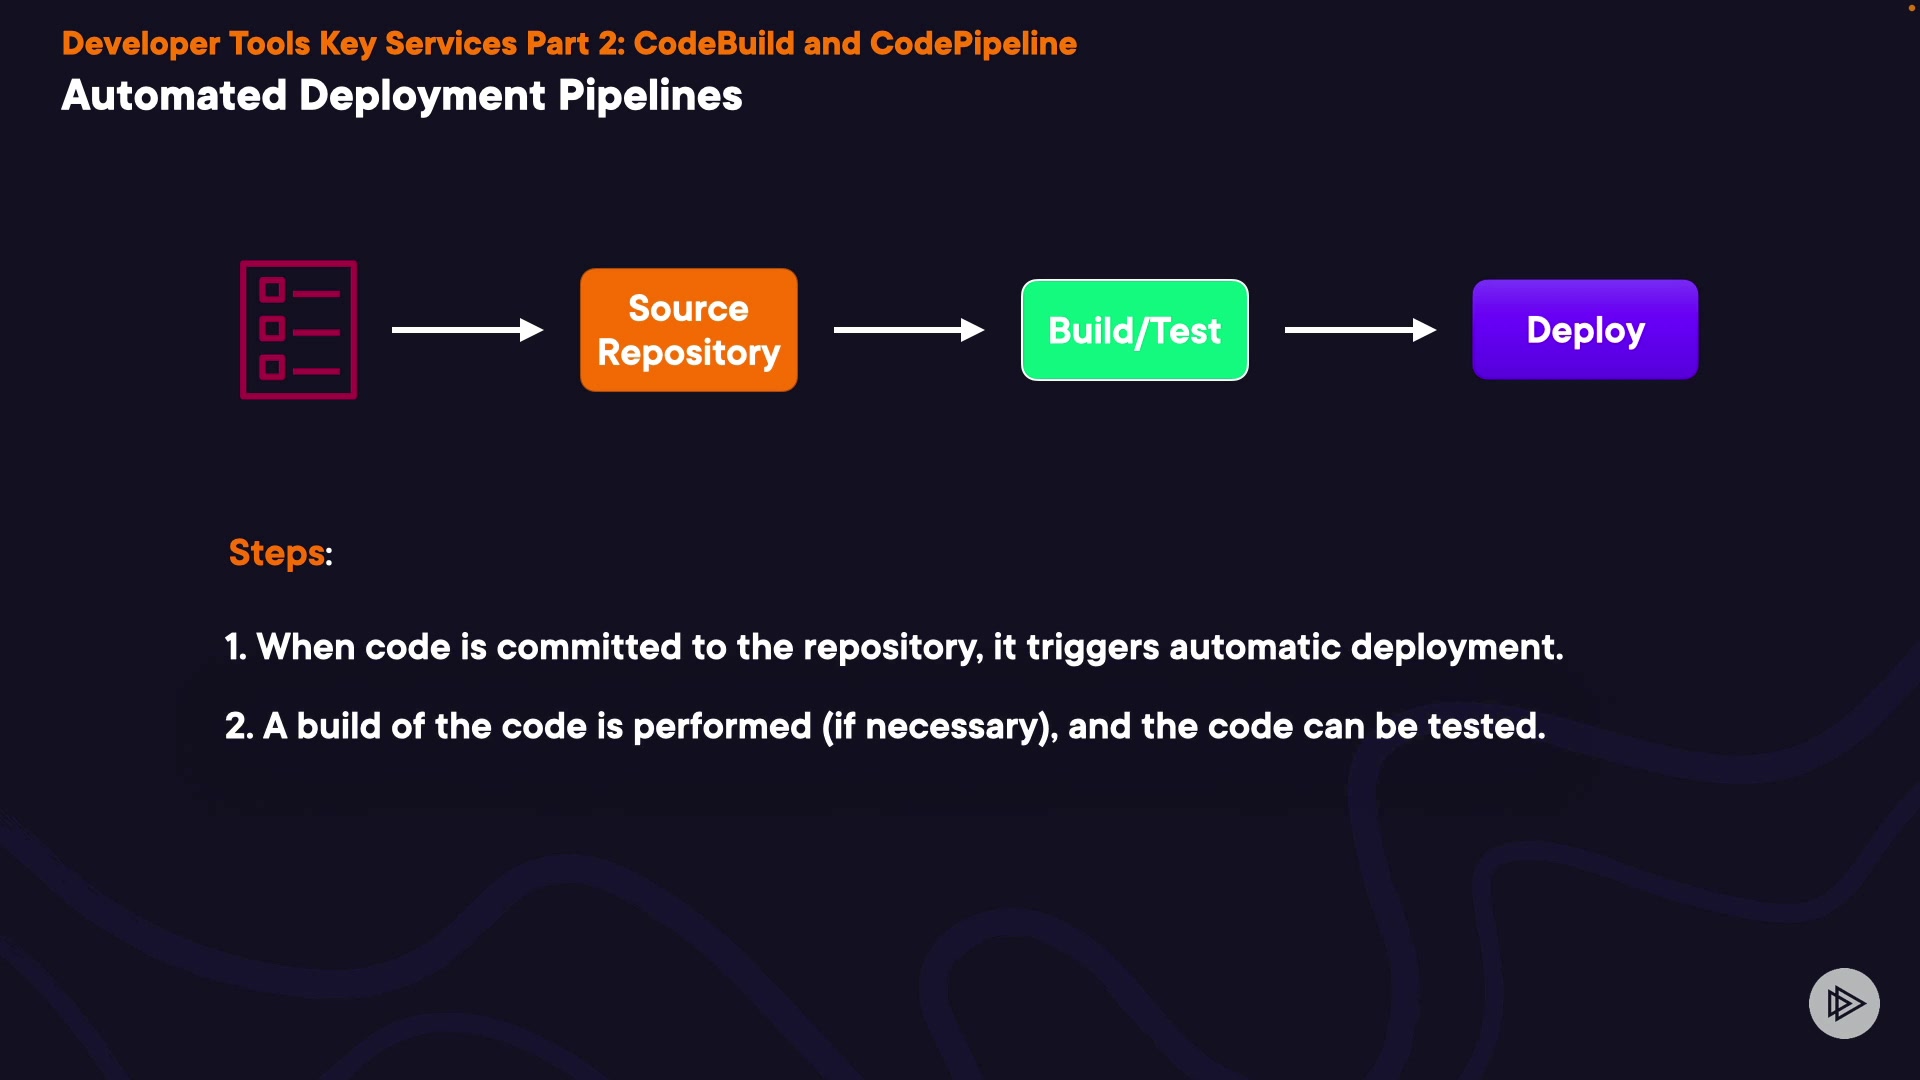 Developer Tools Key Services Part 2: CodeBuild and CodePipeline
Automated Deployment Pipelines
Source
Repository
Build/Test
Deploy
Steps:
1. When code is committed to the repository, it triggers automatic deployment.
2. A build of the code is performed (if necessary), and the code can be tested.